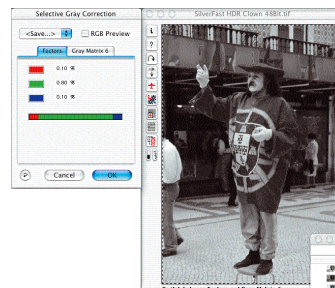 Selective Gray Correction
<Save...>
RGB Preview
Factors
Gray Matrix 6
0.10 %
0.80 %
0.10 %
Cancel
OK
SilverFast HDR Clown 48Bit.tif